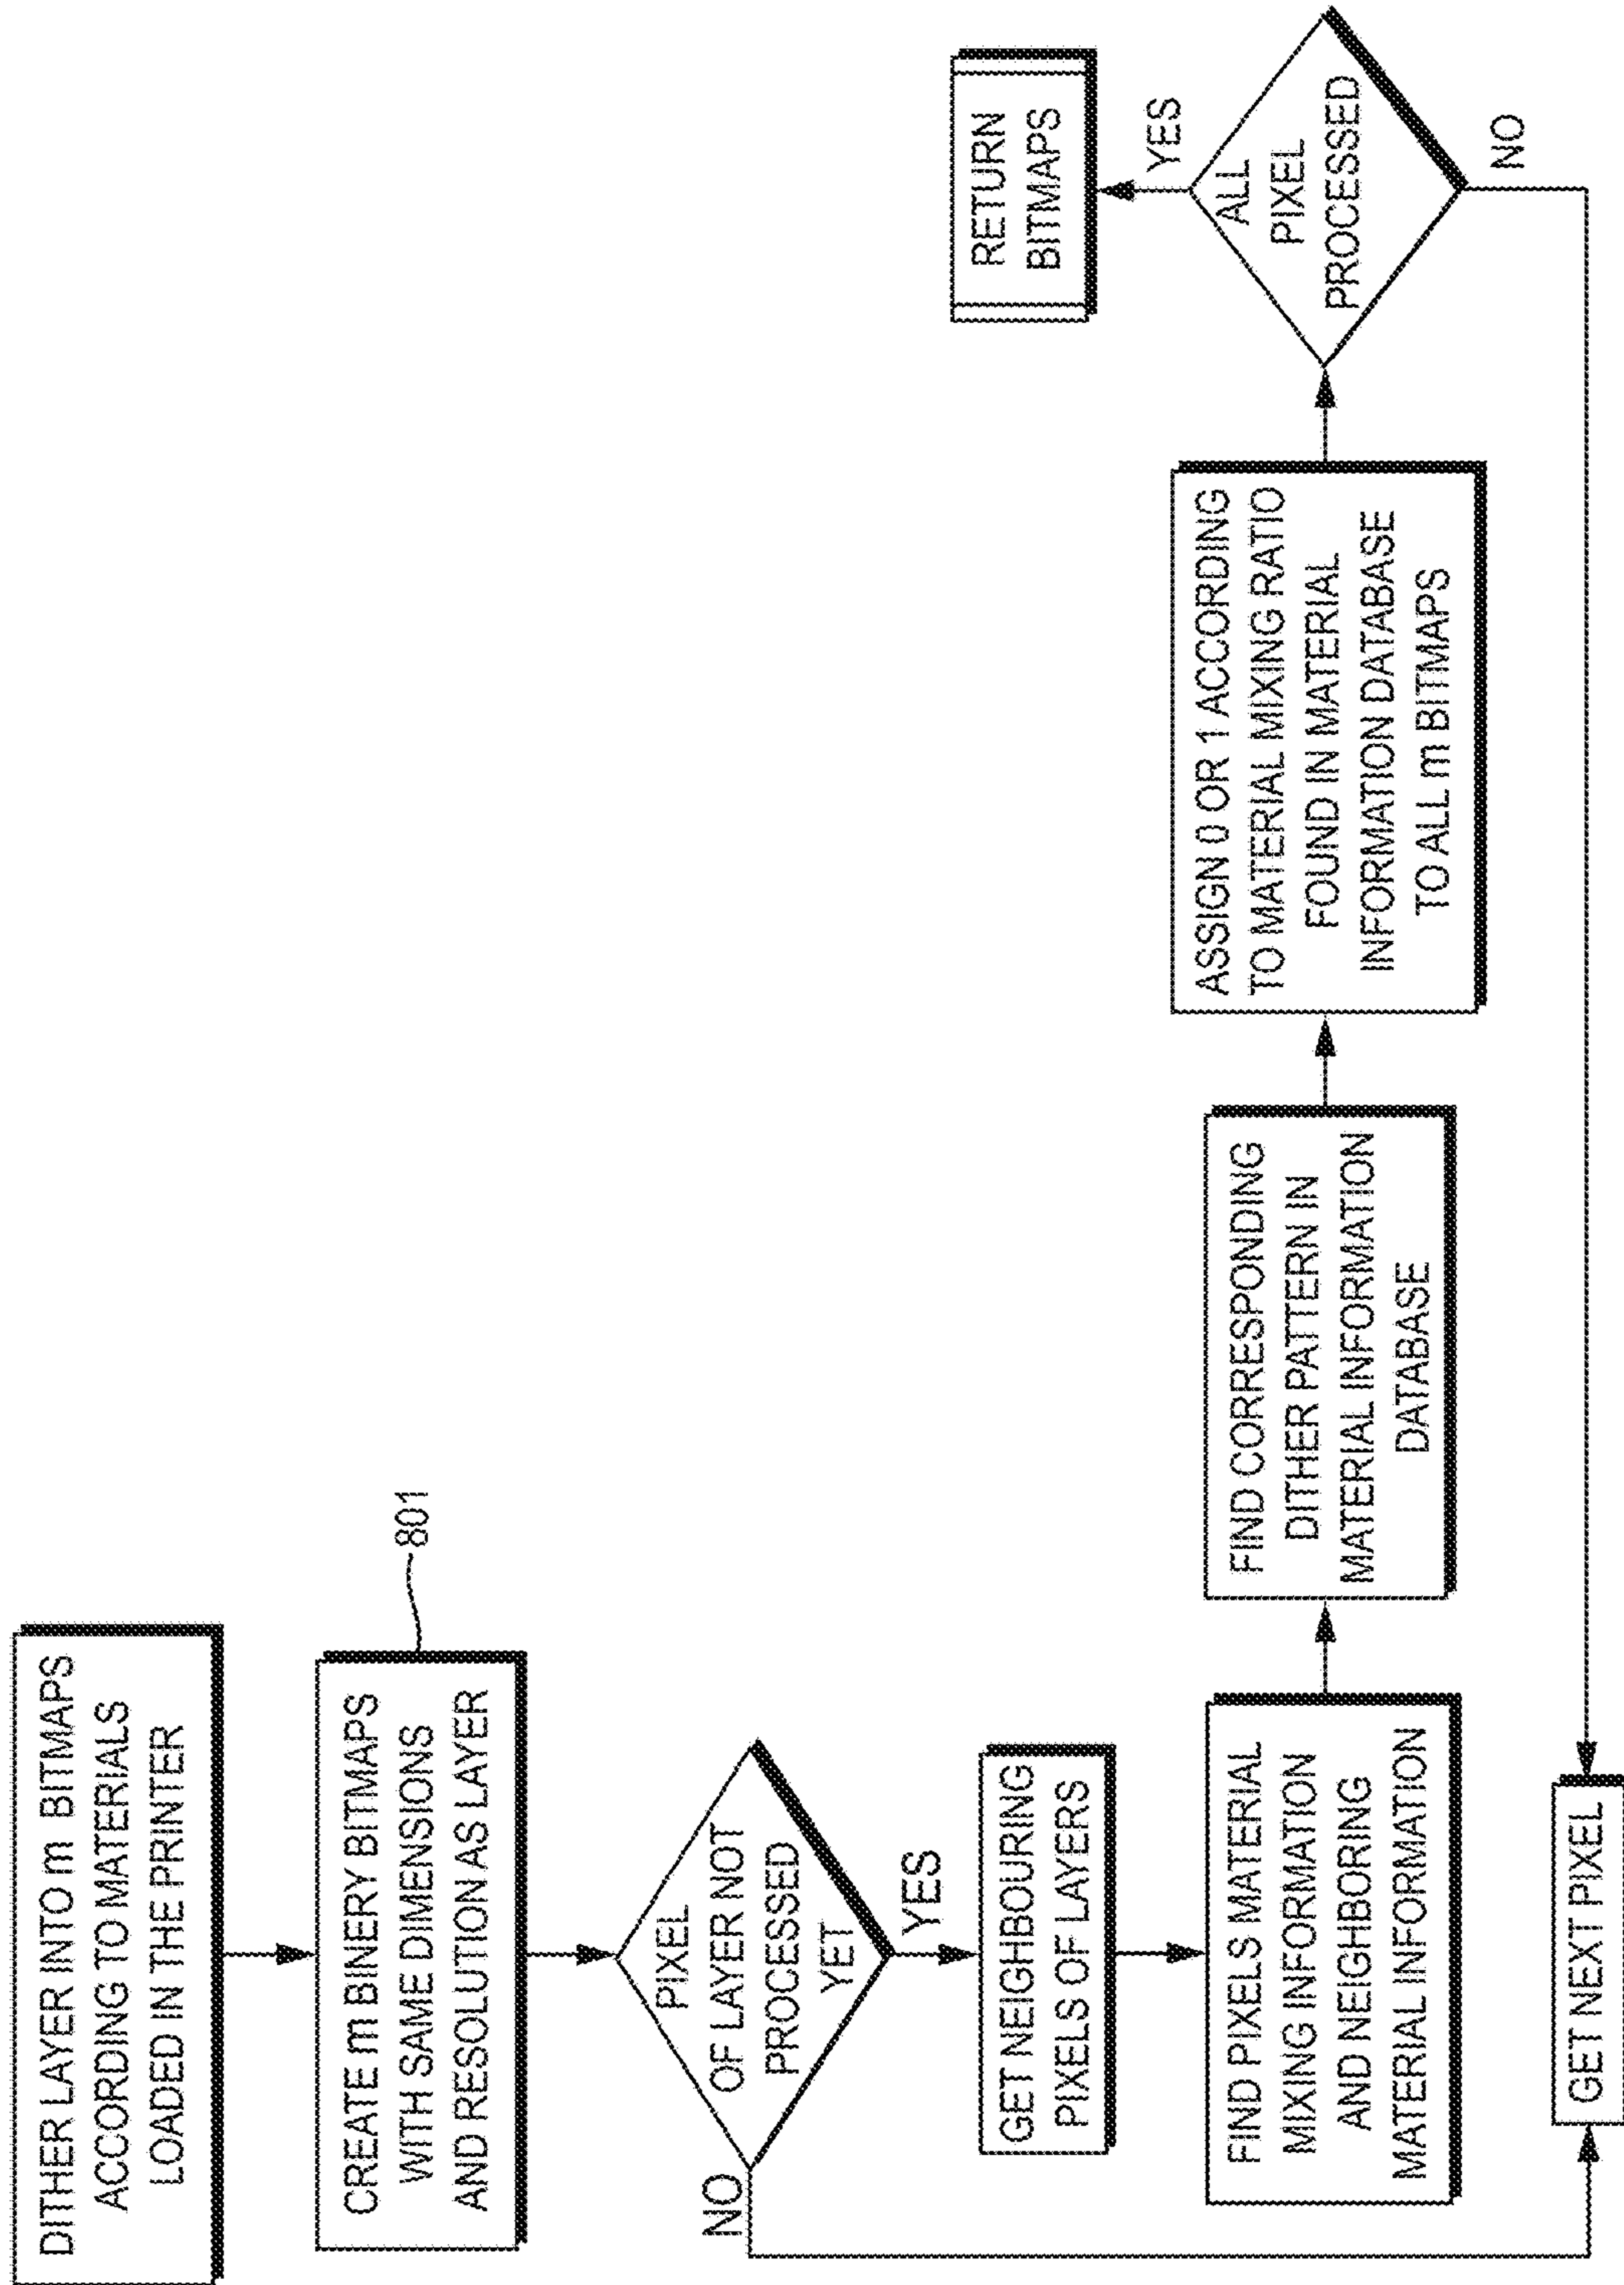 DITHER LAYER INTO m BITMAPS
ACCORDING TO MATERIALS
LOADED IN THE PRINTER
CREATE m BINERY BITMAPS
WITH SAME DIMENSIONS
AND RESOLUTION AS LAYER
801
PIXEL
OF LAYER NOT
PROCESSED
YET
NO
YES
GET NEIGHBOURING
PIXELS OF LAYERS
FIND PIXELS MATERIAL
MIXING INFORMATION
AND NEIGHBORING
MATERIAL INFORMATION
FIND CORRESPONDING
DITHER PATTERN IN
MATERIAL INFORMATION
DATABASE
ASSIGN 0 OR 1 ACCORDING
TO MATERIAL MIXING RATIO
FOUND IN MATERIAL
INFORMATION DATABASE
TO ALL m BITMAPS
ALL
PIXEL
PROCESSED
YES
RETURN
BITMAPS
NO
GET NEXT PIXEL